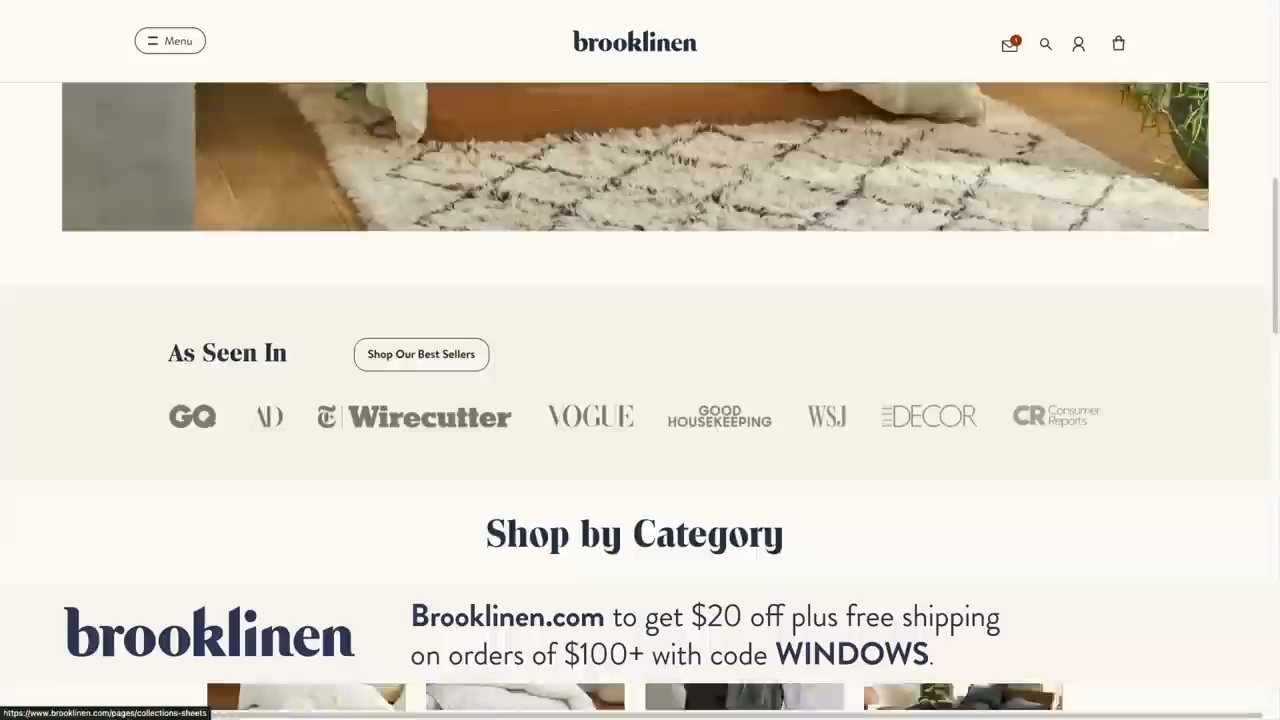 Menu
brooklinen
As Seen In
Shop Our Best Sellers
GQ
AD
T Wirecutter
VOGUE
GOOD
HOUSEKEEPING
WSJ
ELLE DECOR
CR Consumer
Reports
Shop by Category
brooklinen
Brooklinen.com to get $20 off plus free shipping
on orders of $100+ with code WINDOWS.
https://www.brooklinen.com/pages/collections-sheets